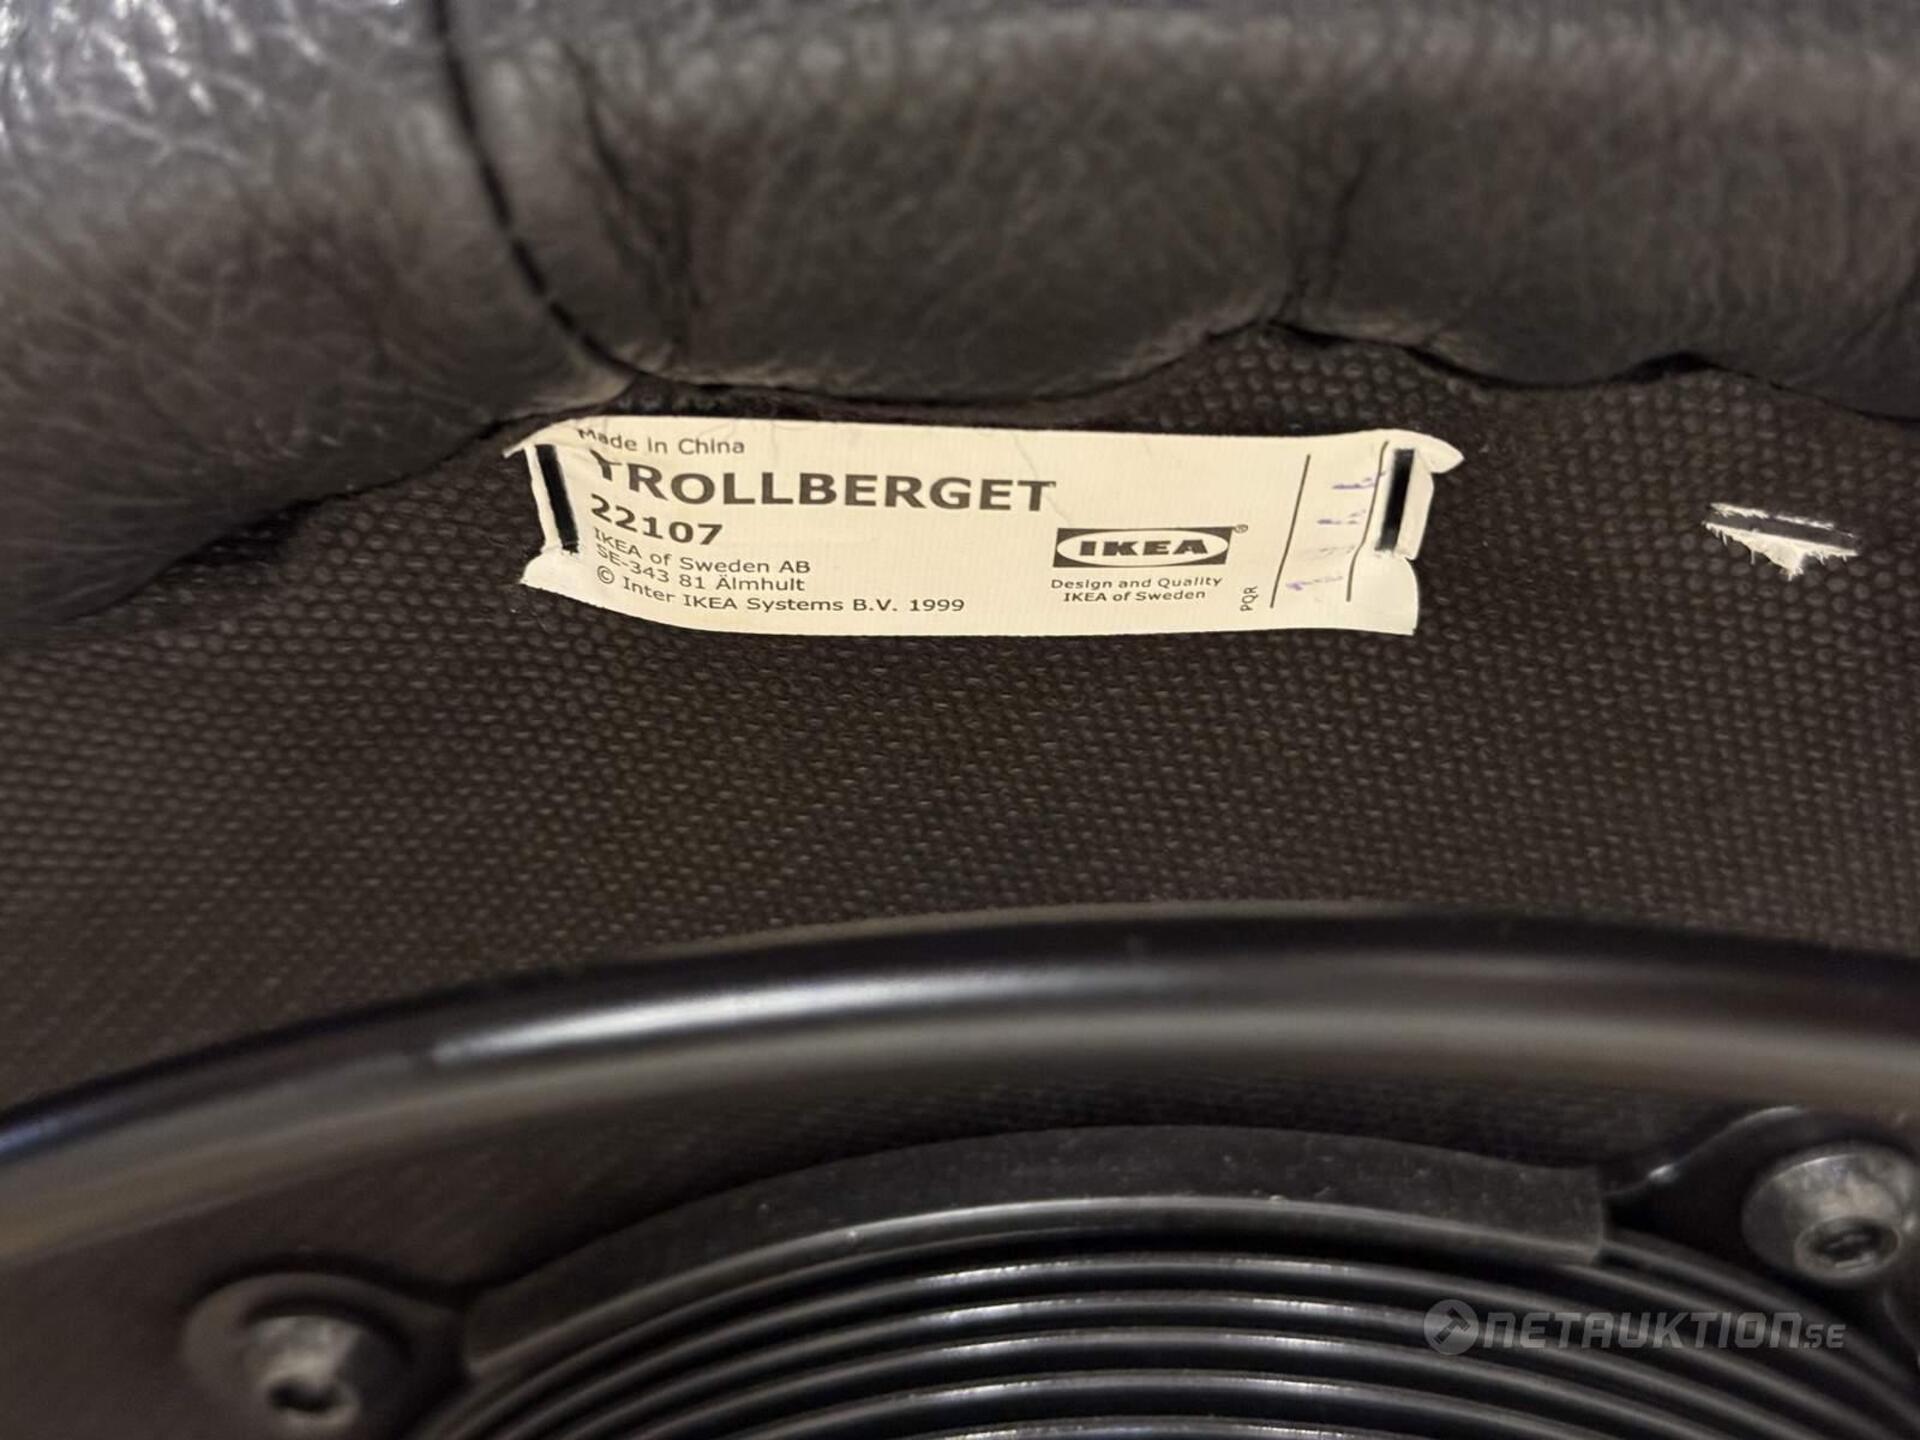 Made in China
TROLLBERGET
22107
IKEA of Sweden AB
SE-343 81 Älmhult
© Inter IKEA Systems B.V. 1999
IKEA®
Design and Quality
IKEA of Sweden
PQR
NETAUKTION.SE